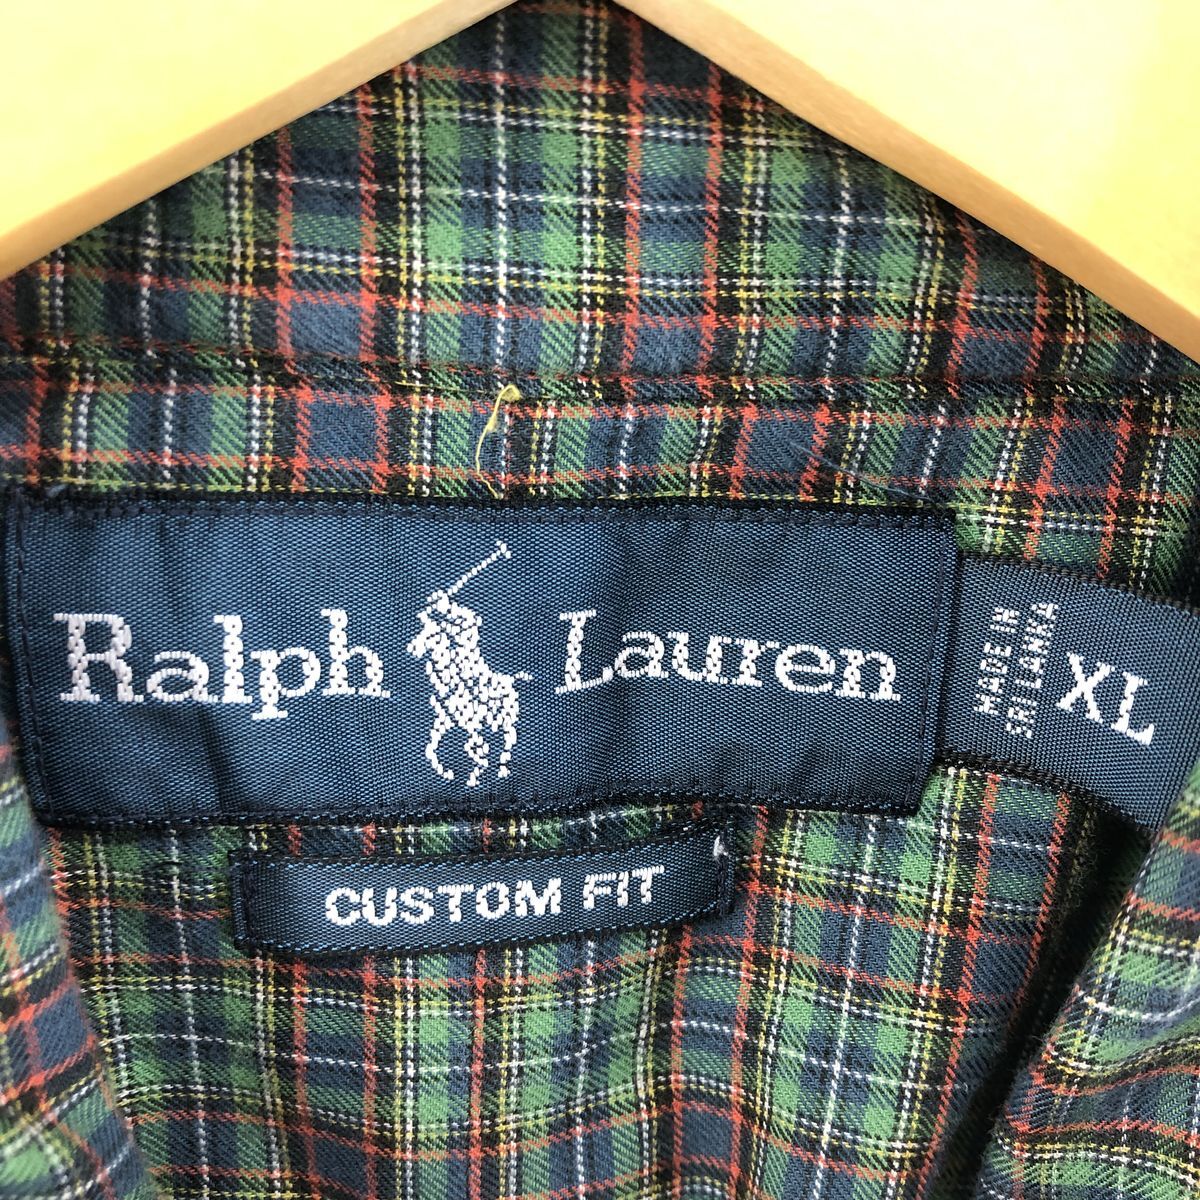 Ralph Lauren
MADE IN
SRI LANKA
XL
CUSTOM FIT